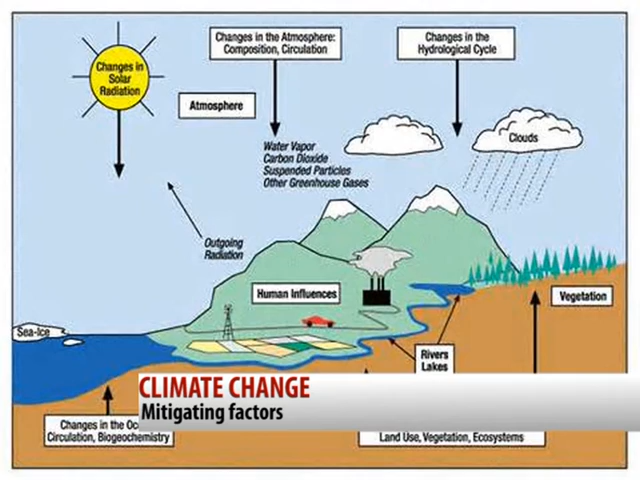 Changes in
Solar
Radiation
Changes in the Atmosphere:
Composition, Circulation
Changes in the
Hydrological Cycle
Atmosphere
Clouds
Water Vapor
Carbon Dioxide
Suspended Particles
Other Greenhouse Gases
Outgoing
Radiation
Human Influences
Vegetation
Sea-Ice
Rivers
Lakes
CLIMATE CHANGE
Mitigating factors
Changes in the
Circulation, Biogeochemistry
Land Use, Vegetation, Ecosystems